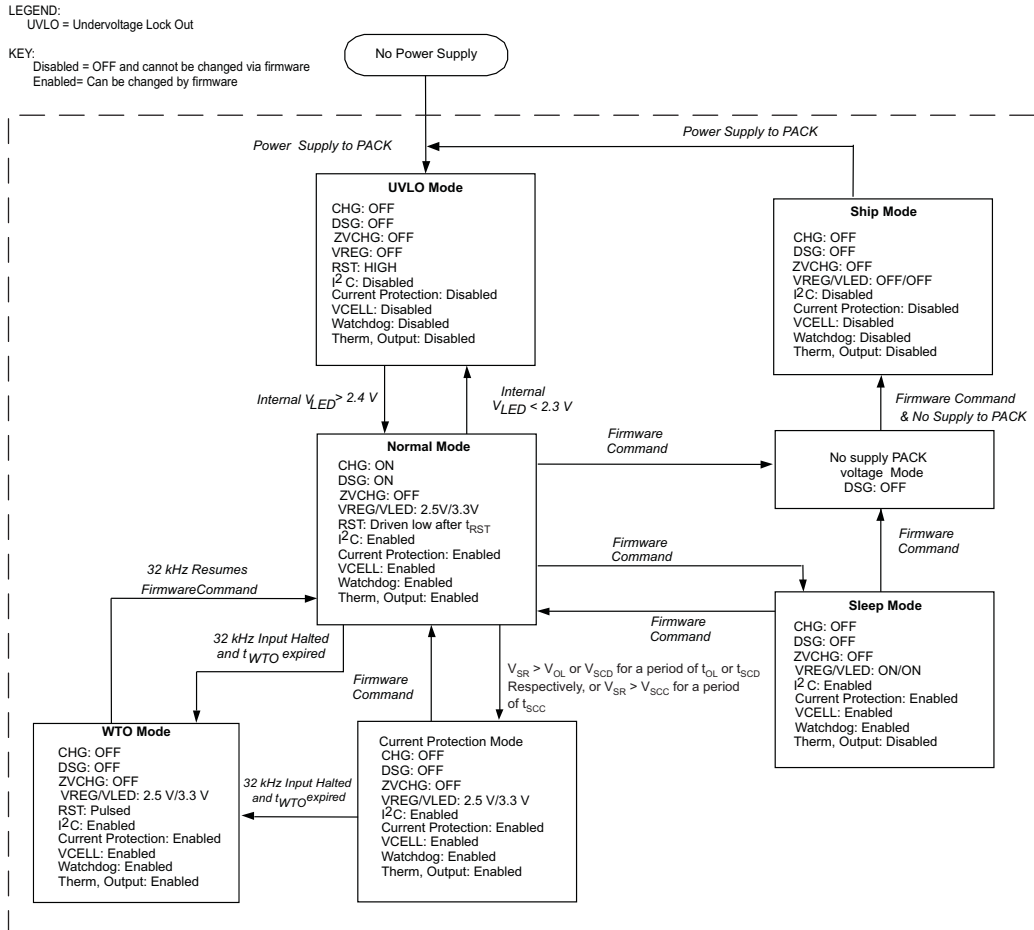 LEGEND:
UVLO = Undervoltage Lock Out
KEY:
Disabled = OFF and cannot be changed via firmware
Enabled= Can be changed by firmware
No Power Supply
Power Supply to PACK
Power Supply to PACK
UVLO Mode
CHG: OFF
DSG: OFF
ZVCHG: OFF
VREG: OFF
RST: HIGH
I2 C: Disabled
Current Protection: Disabled
VCELL: Disabled
Watchdog: Disabled
Therm, Output: Disabled
Ship Mode
CHG: OFF
DSG: OFF
ZVCHG: OFF
VREG/VLED: OFF/OFF
I2C: Disabled
Current Protection: Disabled
VCELL: Disabled
Watchdog: Disabled
Therm, Output: Disabled
Internal VLED> 2.4 V
Internal
VLED < 2.3 V
Firmware Command
& No Supply to PACK
Normal Mode
CHG: ON
DSG: ON
ZVCHG: OFF
VREG/VLED: 2.5V/3.3V
RST: Driven low after tRST
I2C: Enabled
Current Protection: Enabled
VCELL: Enabled
Watchdog: Enabled
Therm, Output: Enabled
Firmware
Command
No supply PACK
voltage Mode
DSG: OFF
Firmware
Command
Firmware
Command
Firmware
Command
32 kHz Resumes
FirmwareCommand
Sleep Mode
CHG: OFF
DSG: OFF
ZVCHG: OFF
VREG/VLED: ON/ON
I2C: Enabled
Current Protection: Enabled
VCELL: Enabled
Watchdog: Enabled
Therm, Output: Disabled
32 kHz Input Halted
and tWTO expired
Firmware
Command
VSR > VOL or VSCD for a period of tOL or tSCD
Respectively, or VSR > VSCC for a period
of tSCC
WTO Mode
CHG: OFF
DSG: OFF
ZVCHG: OFF
VREG/VLED: 2.5 V/3.3 V
RST: Pulsed
I2C: Enabled
Current Protection: Enabled
VCELL: Enabled
Watchdog: Enabled
Therm, Output: Enabled
32 kHz Input Halted
and tWTO expired
Current Protection Mode
CHG: OFF
DSG: OFF
ZVCHG: OFF
VREG/VLED: 2.5 V/3.3 V
I2C: Enabled
Current Protection: Enabled
VCELL: Enabled
Watchdog: Enabled
Therm, Output: Enabled